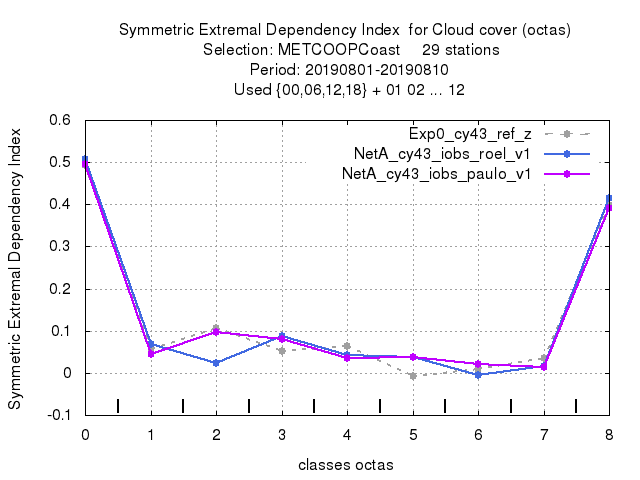 Symmetric Extremal Dependency Index  for Cloud cover (octas)
Selection: METCOOPCoast     29 stations
Period: 20190801-20190810
Used {00,06,12,18} + 01 02 ... 12
Symmetric Extremal Dependency Index
0.6
0.5
0.4
0.3
0.2
0.1
0
-0.1
Exp0_cy43_ref_z
NetA_cy43_iobs_roel_v1
NetA_cy43_iobs_paulo_v1
0 1 2 3 4 5 6 7 8
classes octas